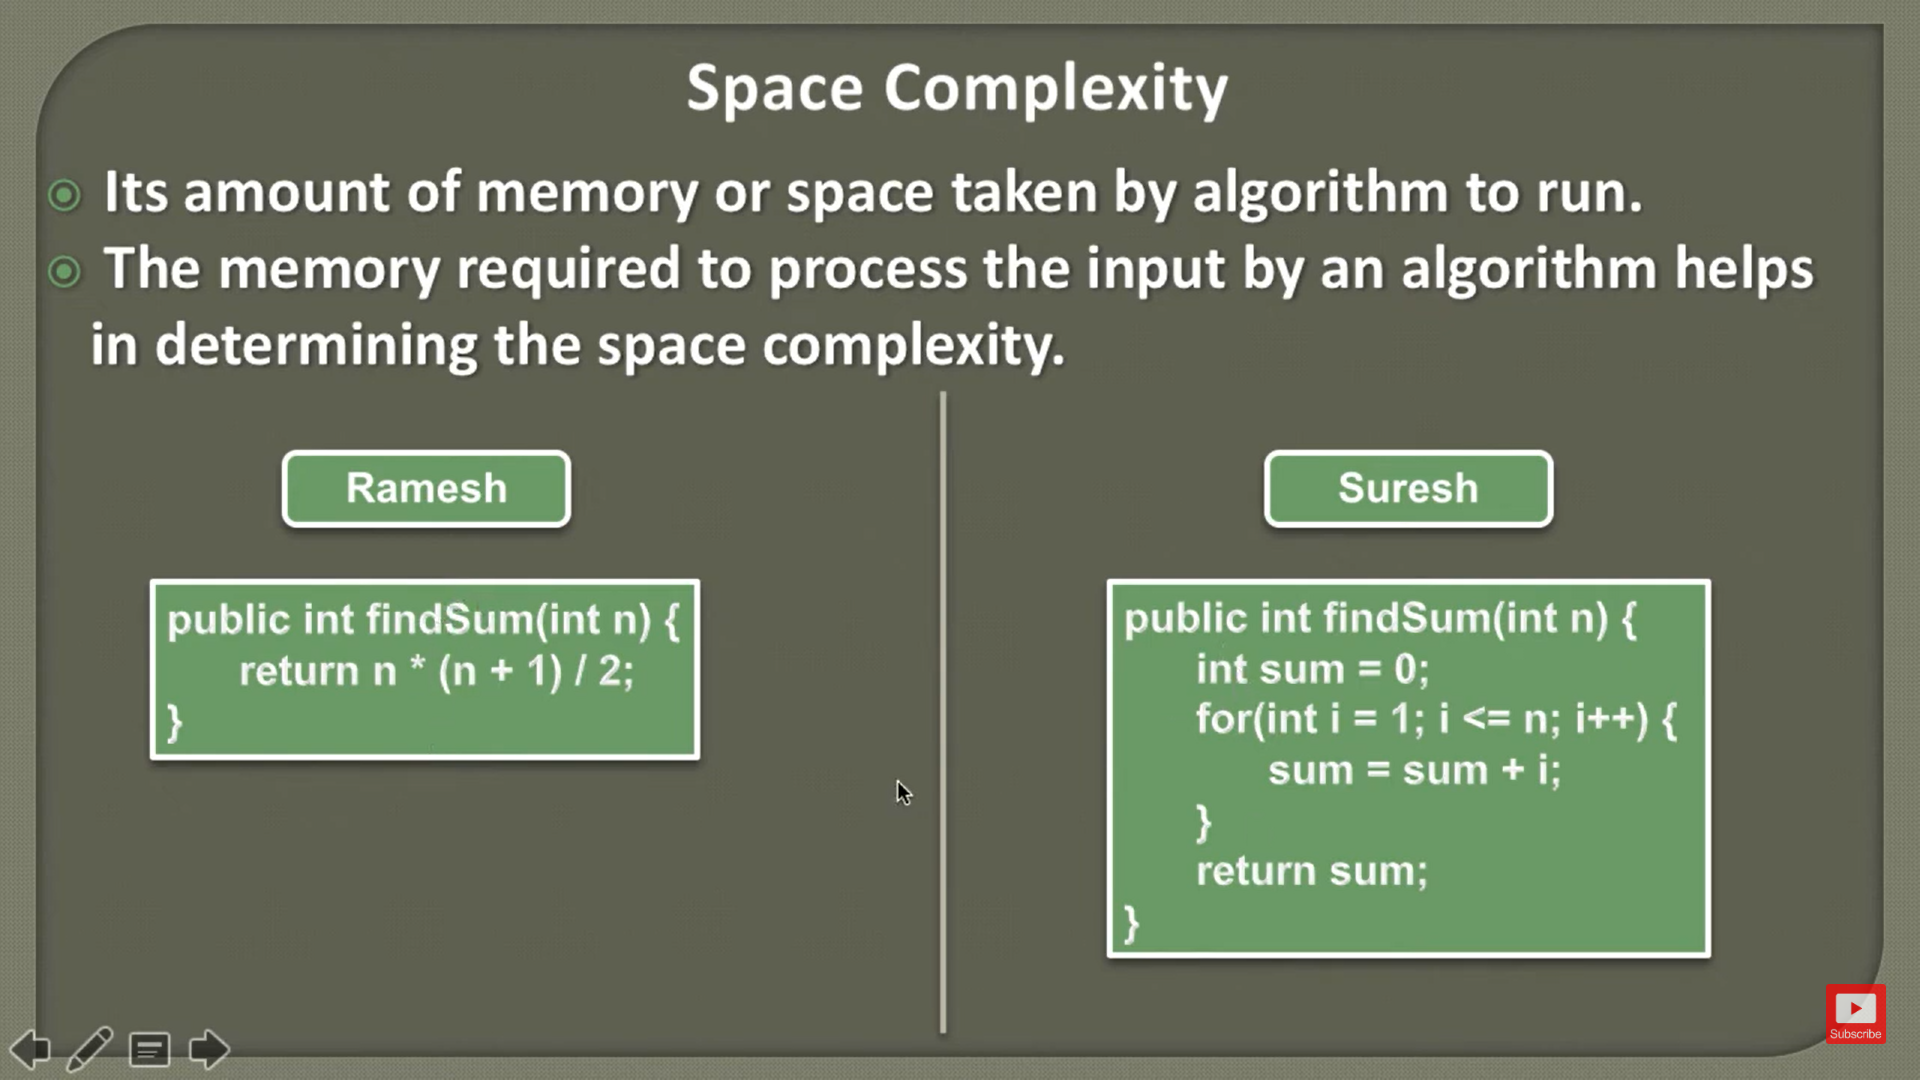 Space Complexity
Its amount of memory or space taken by algorithm to run.
The memory required to process the input by an algorithm helps
in determining the space complexity.
Ramesh
public int findSum(int n) {
return n * (n + 1) / 2;
}
Suresh
public int findSum(int n) {
int sum = 0;
for(int i = 1; i <= n; i++) {
sum = sum + i;
}
return sum;
}
Subscribe